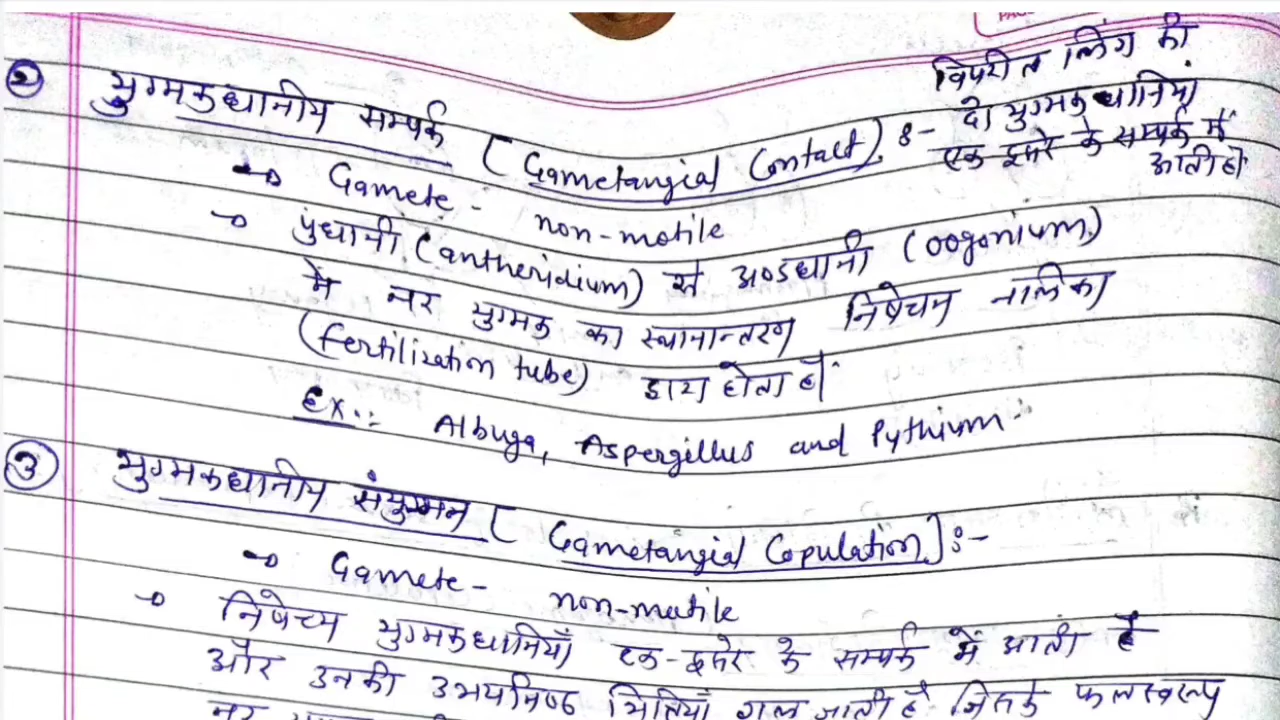 ② युग्मकधानीय सम्पर्क [Gametangial Contact] :- विपरीत लिंग की
दो युग्मकधानियां
एक दूसरे के सम्पर्क में
आती है
→ Gamete - non-motile
→ पुंधानी (antheridium) से अण्डधानी (oogonium)
में नर युग्मक का स्थानान्तरण निषेचन नालिका
(fertilization tube) द्वारा होता है।
Ex.:: Albuga, Aspergillus and Pythium.
③ युग्मकधानीय संयुग्मन [Gametangial Copulation] :-
→ Gamete - non-motile
→ निषेच्य युग्मकधानियाँ एक-दूसरे के सम्पर्क में आती है
और उनकी उभयनिष्ठ भित्तियाँ गल जाती है जिसके फलस्वरूप
नर